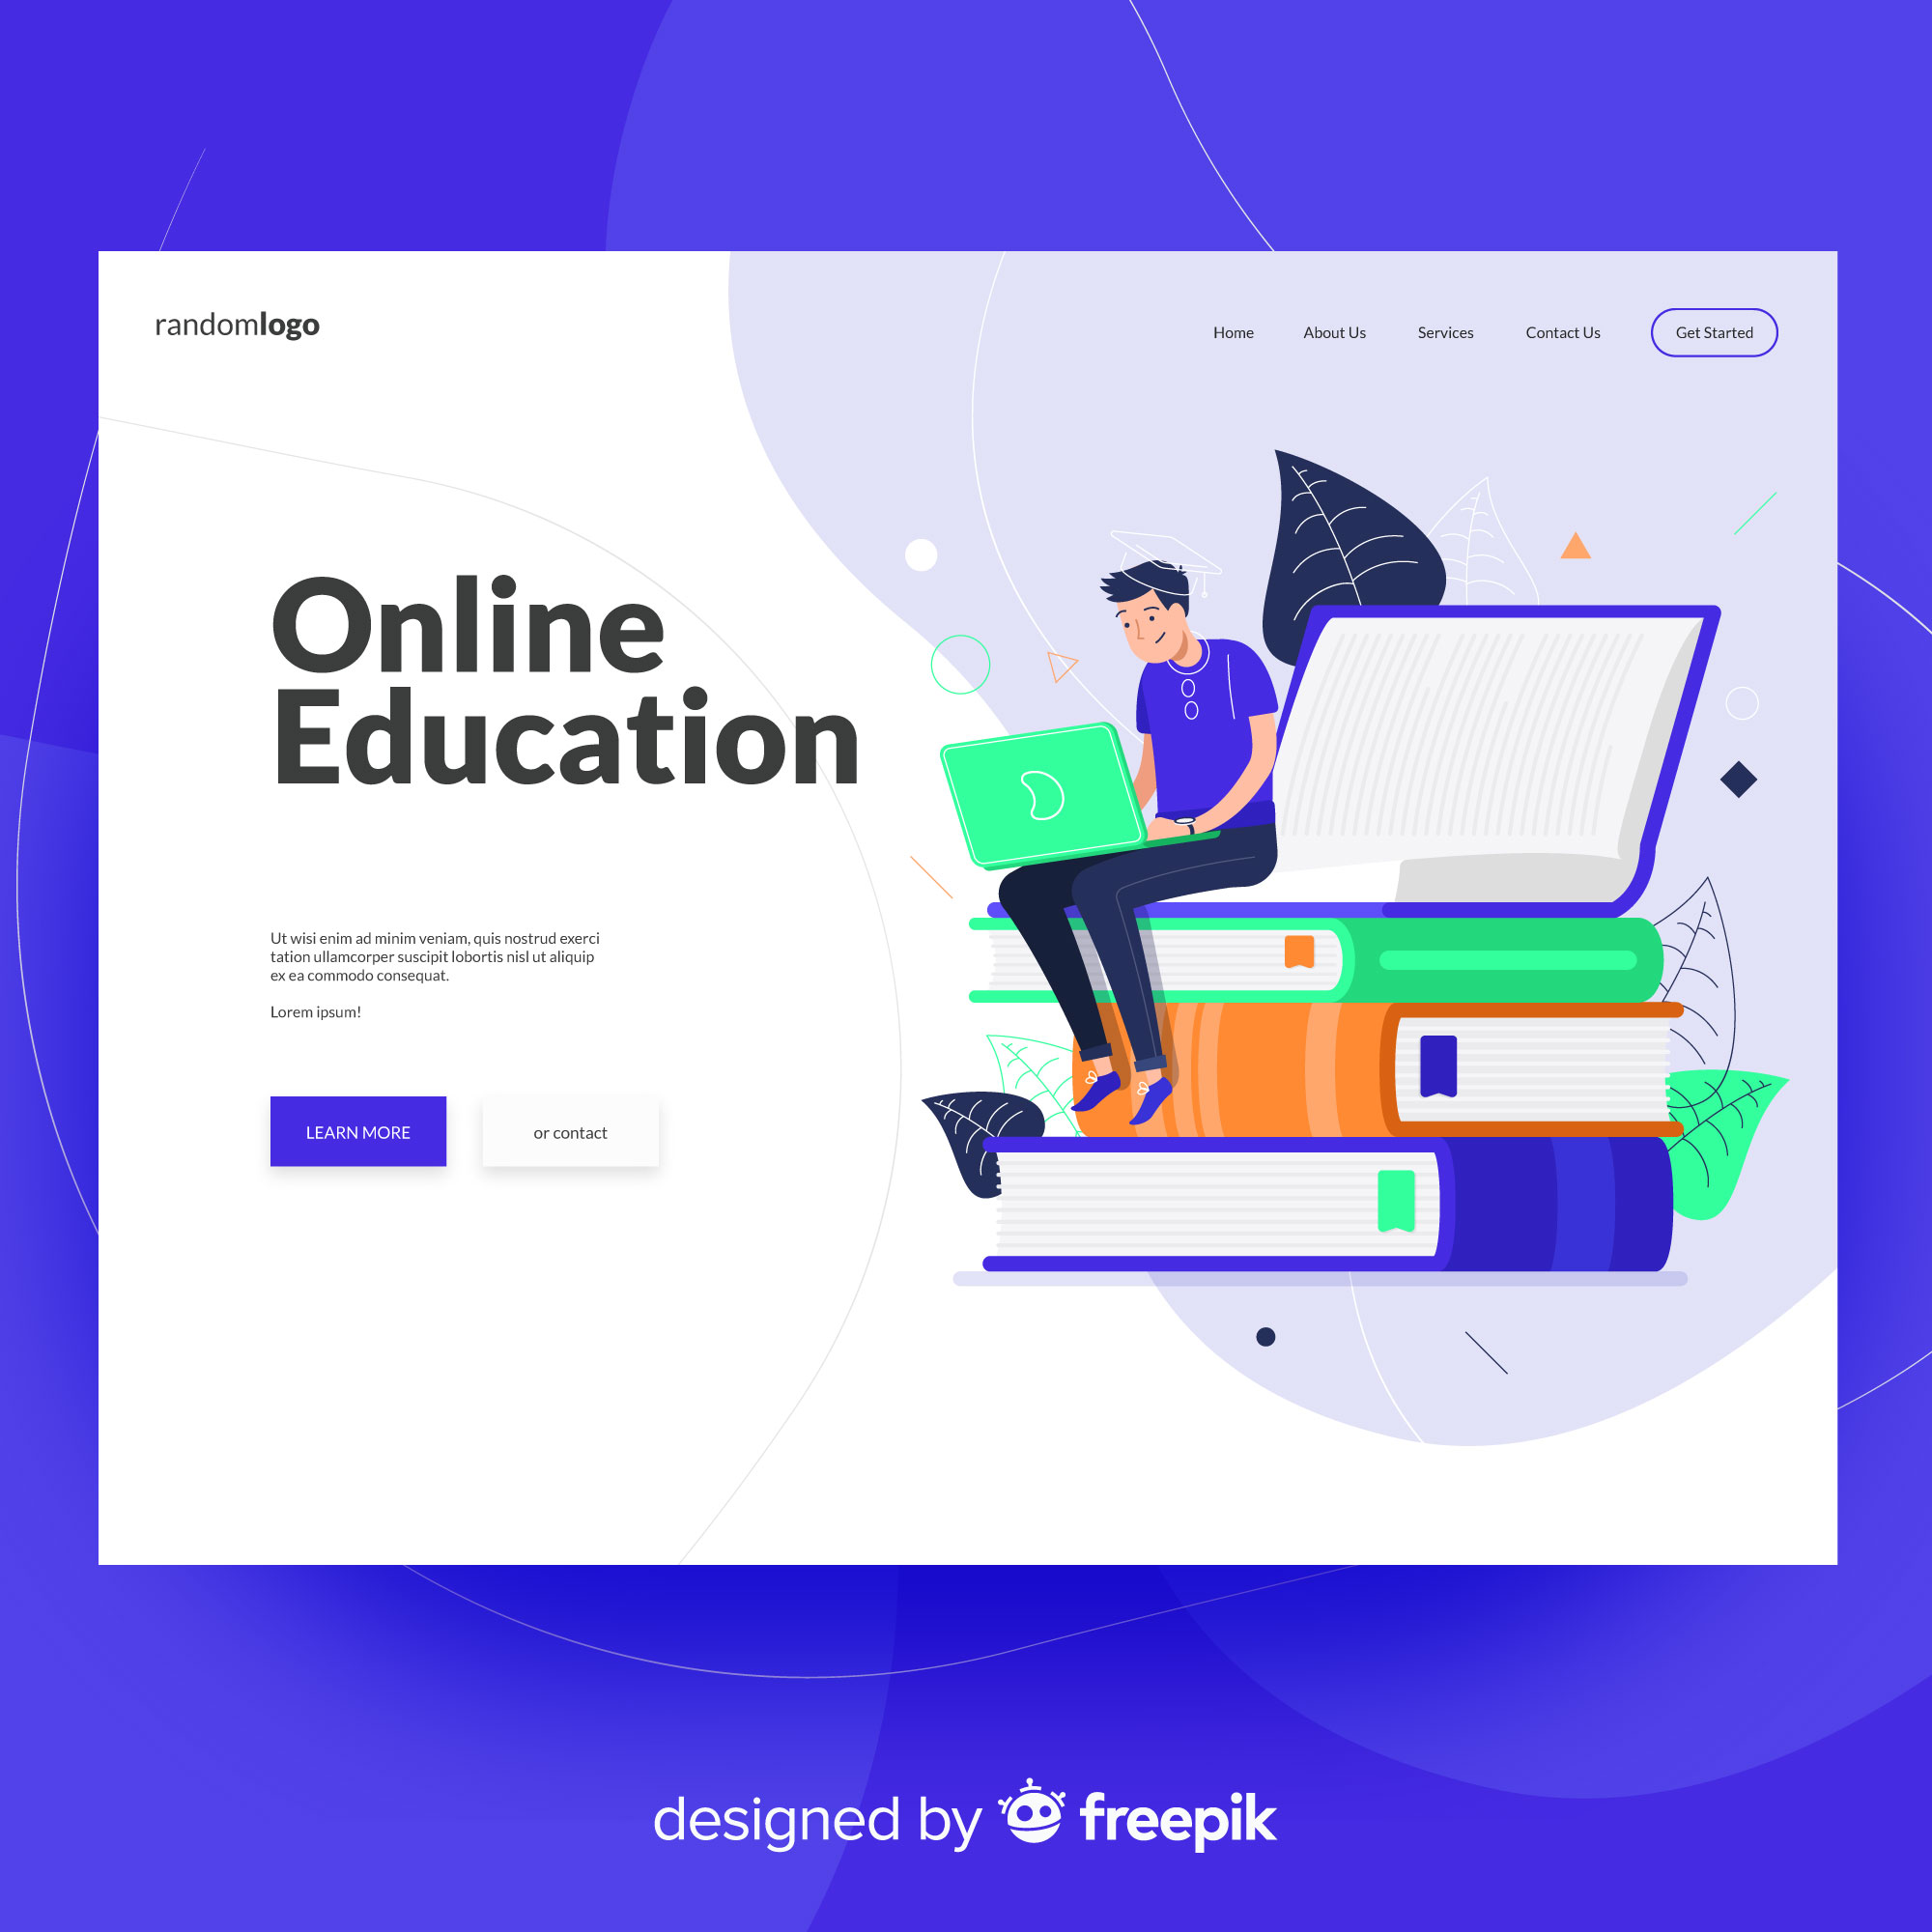 randomlogo
Home About Us Services Contact Us Get Started
Online
Education
Ut wisi enim ad minim veniam, quis nostrud exerci
tation ullamcorper suscipit lobortis nisl ut aliquip
ex ea commodo consequat.
Lorem ipsum!
LEARN MORE or contact
designed by freepik